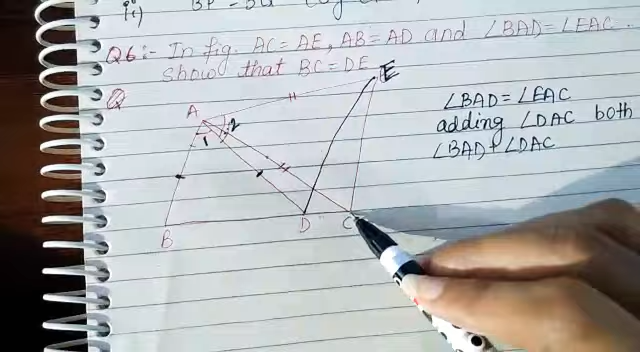 Q6:- In fig. AC = AE, AB = AD and ∠BAD = ∠EAC.
show that BC = DE
Q
E
A
1
2
B
D
C
∠BAD = ∠EAC
adding ∠DAC both
∠BAD + ∠DAC